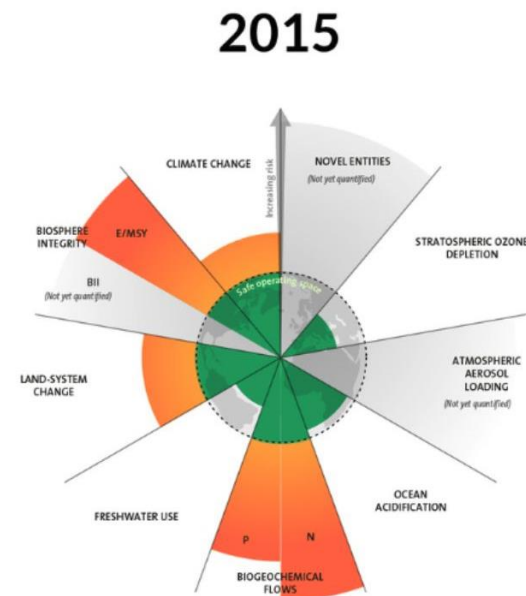 2015
Increasing risk
CLIMATE CHANGE
NOVEL ENTITIES
(Not yet quantified)
STRATOSPHERIC OZONE
DEPLETION
ATMOSPHERIC
AEROSOL
LOADING
(Not yet quantified)
OCEAN
ACIDIFICATION
N
P
BIOGEOCHEMICAL
FLOWS
FRESHWATER USE
LAND-SYSTEM
CHANGE
BII
(Not yet quantified)
BIOSPHERE
INTEGRITY
E/MSY
Safe operating space